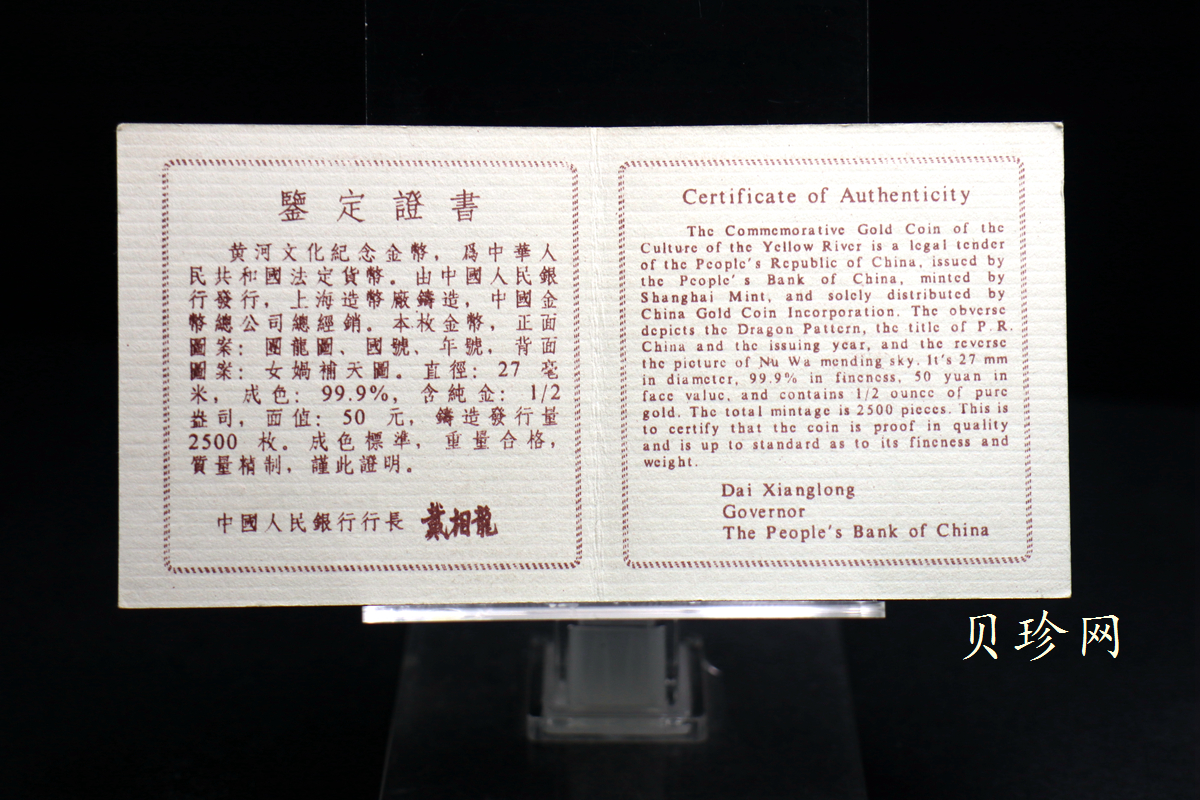 鑒定證書
黄河文化紀念金幣，爲中華人
民共和國法定貨幣。由中國人民銀
行發行，上海造幣廠鑄造，中國金
幣總公司總經銷。本枚金幣，正面
圖案：團龍圖、國號、年號，背面
圖案：女媧補天圖。直徑：27 毫
米，成色：99.9%，含純金：1/2
盎司，面值：50 元，鑄造發行量
2500 枚。成色標準，重量合格，
質量精制，謹此證明。
中國人民銀行行長 戴相龍
Certificate of Authenticity
The Commemorative Gold Coin of the
Culture of the Yellow River is a legal tender
of the People's Republic of China, issued by
the People's Bank of China, minted by
Shanghai Mint, and solely distributed by
China Gold Coin Incorporation. The obverse
depicts the Dragon Pattern, the title of P.R.
China and the issuing year, and the reverse
the picture of Nu Wa mending sky. It's 27 mm
in diameter, 99.9% in fineness, 50 yuan in
face value, and contains 1/2 ounce of pure
gold. The total mintage is 2500 pieces. This is
to certify that the coin is proof in quality
and is up to standard as to its fineness and
weight.
Dai Xianglong
Governor
The People's Bank of China
贝珍网